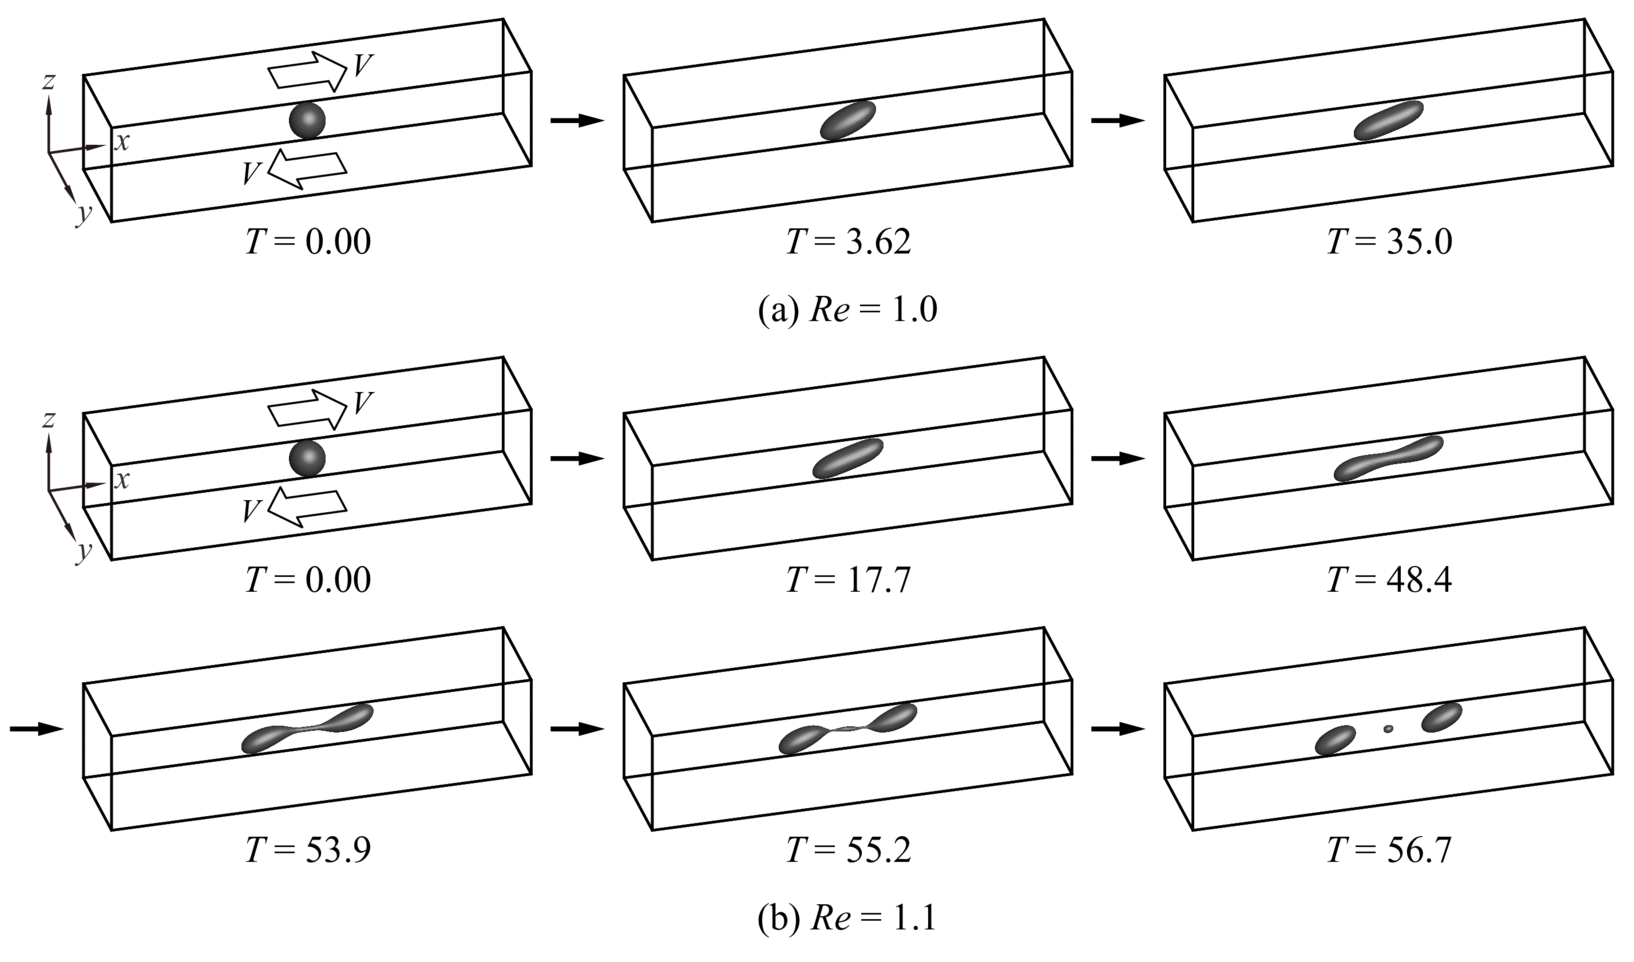 z
V
x
V
y
T = 0.00
T = 3.62
T = 35.0
(a) Re = 1.0
z
V
x
V
y
T = 0.00
T = 17.7
T = 48.4
T = 53.9
T = 55.2
T = 56.7
(b) Re = 1.1